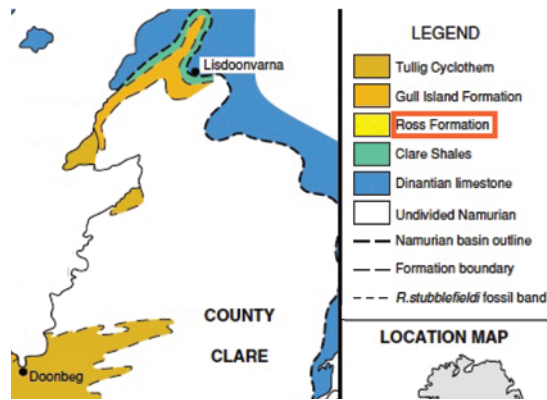 Lisdoonvarna
COUNTY
CLARE
Doonbeg
LEGEND
Tullig Cyclothem
Gull Island Formation
Ross Formation
Clare Shales
Dinantian limestone
Undivided Namurian
Namurian basin outline
Formation boundary
R.stubblefieldi fossil band
LOCATION MAP